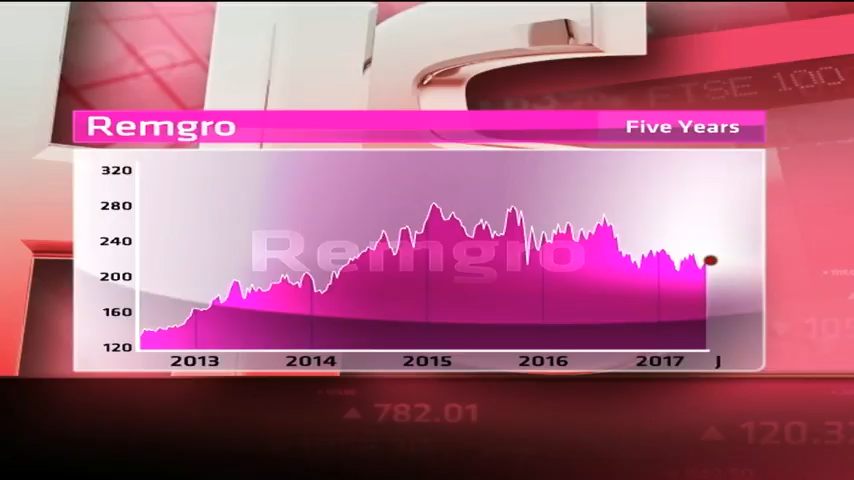 FTSE 100
Remgro
Five Years
320
280
240
200
160
120
Remgro
2013 2014 2015 2016 2017 J
▲ 782.01